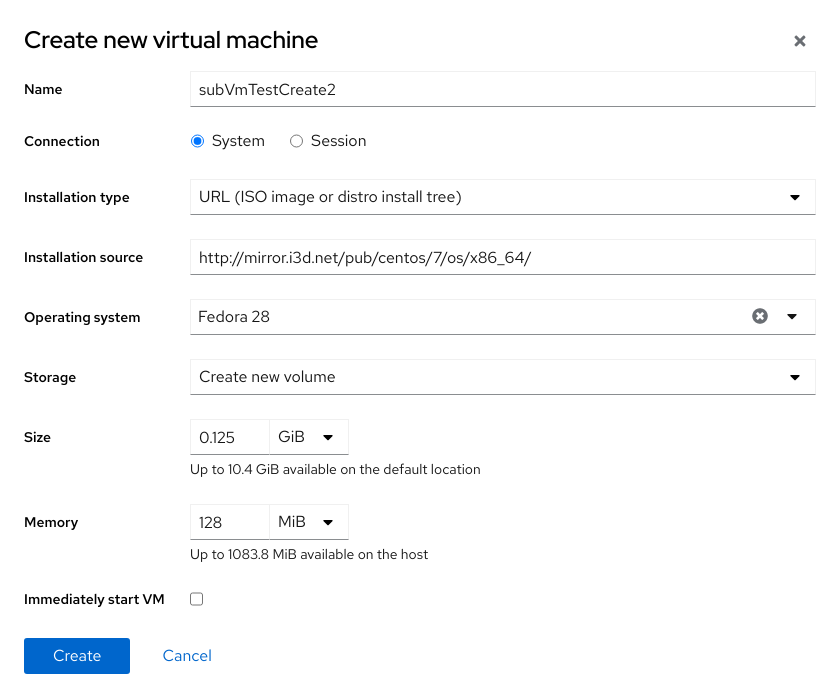 Create new virtual machine
Name subVmTestCreate2
Connection System Session
Installation type URL (ISO image or distro install tree)
Installation source http://mirror.i3d.net/pub/centos/7/os/x86_64/
Operating system Fedora 28
Storage Create new volume
Size 0.125 GiB
Up to 10.4 GiB available on the default location
Memory 128 MiB
Up to 1083.8 MiB available on the host
Immediately start VM
Create Cancel